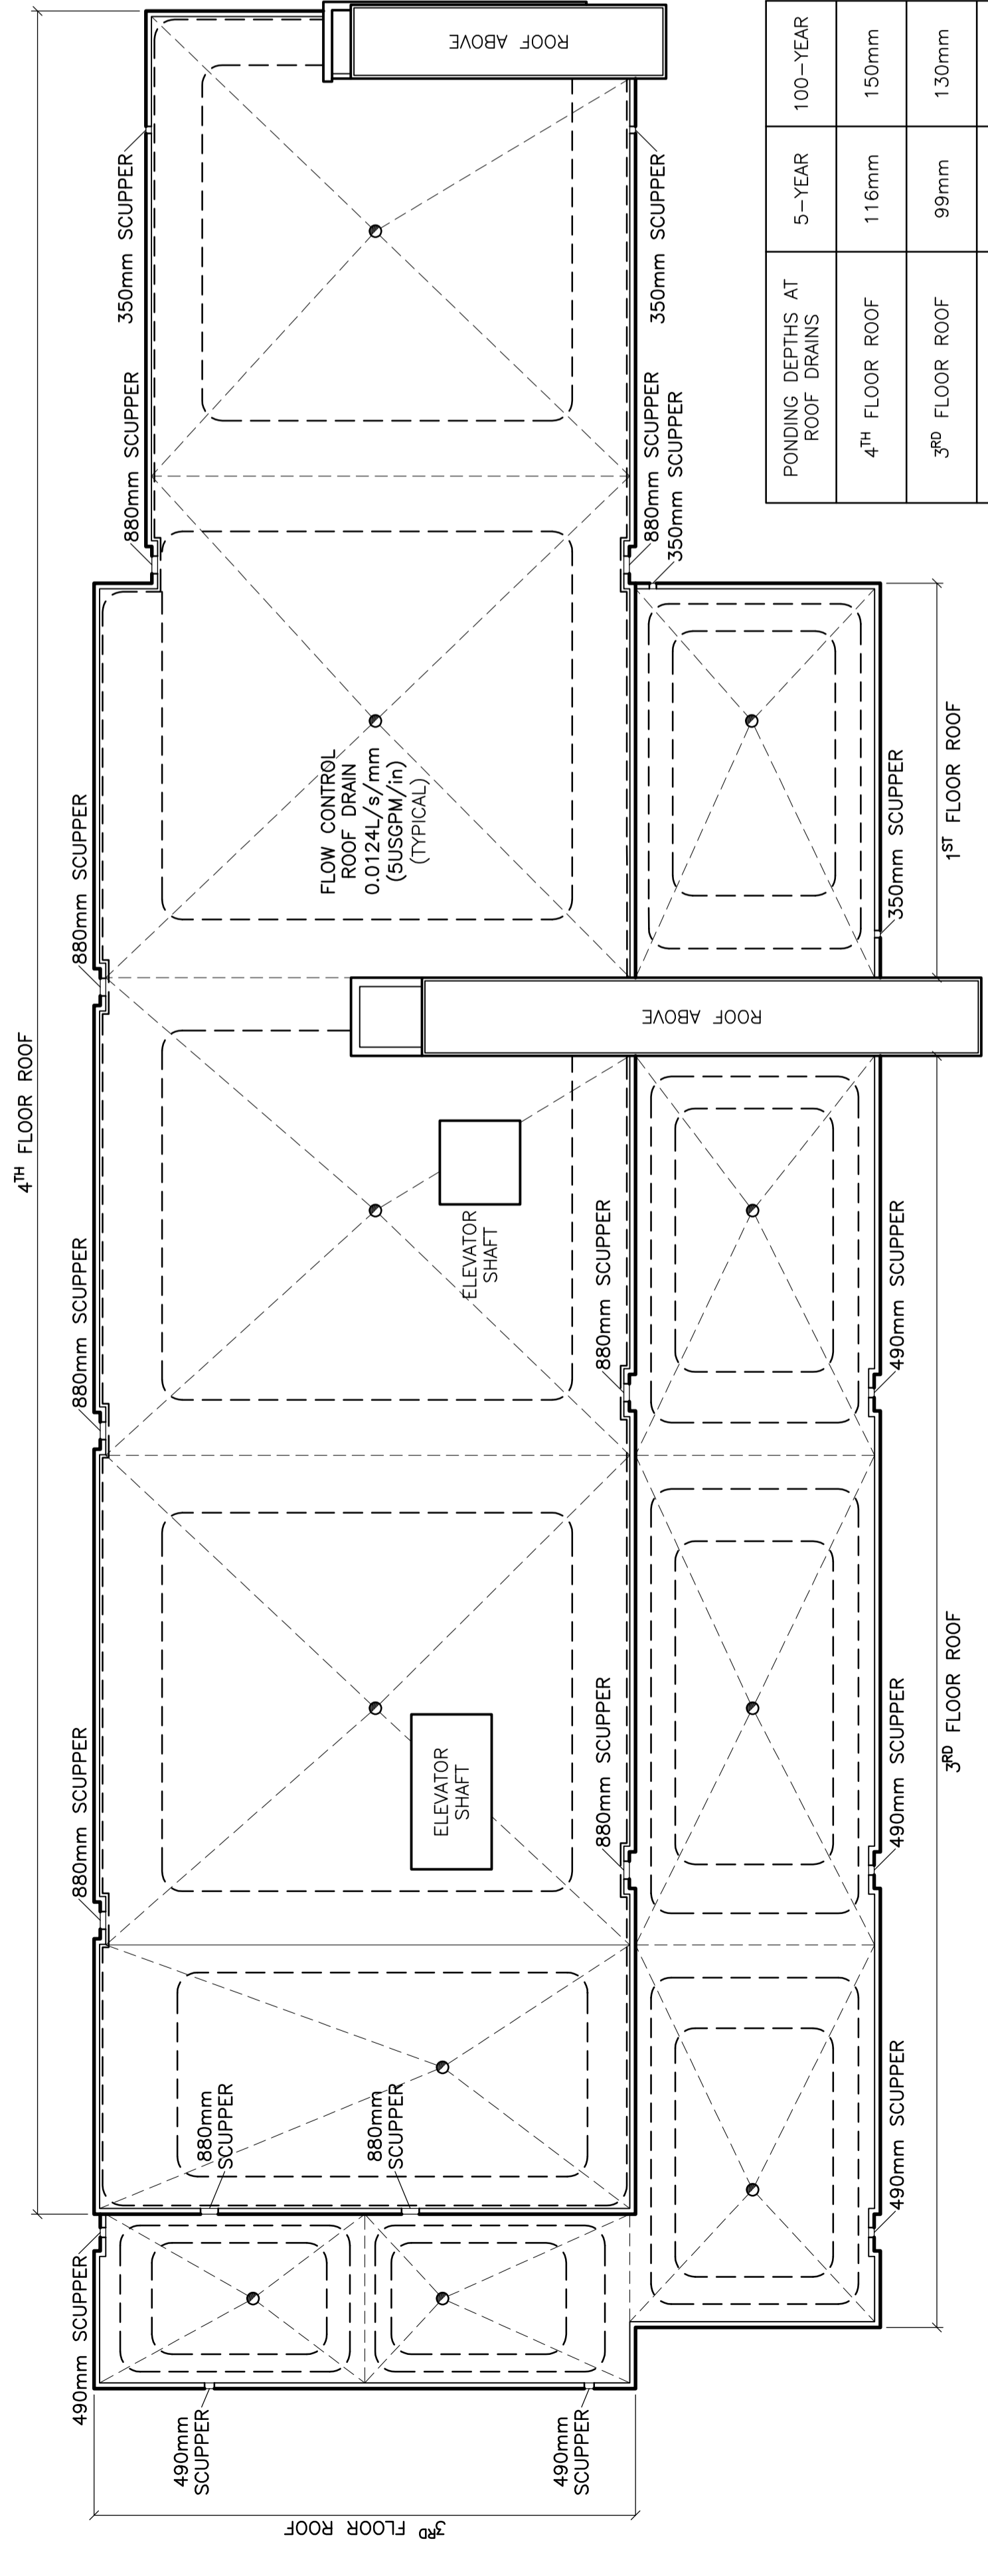 4TH FLOOR ROOF
490mm SCUPPER
880mm SCUPPER
880mm SCUPPER
880mm SCUPPER
880mm SCUPPER
350mm SCUPPER
3RD FLOOR ROOF
490mm
SCUPPER
490mm
SCUPPER
880mm
SCUPPER
880mm
SCUPPER
ELEVATOR
SHAFT
ELEVATOR
SHAFT
FLOW CONTROL
ROOF DRAIN
0.0124L/s/mm
(5USGPM/in)
(TYPICAL)
ROOF ABOVE
ROOF ABOVE
880mm SCUPPER
880mm SCUPPER
880mm SCUPPER
350mm SCUPPER
350mm SCUPPER
490mm SCUPPER
490mm SCUPPER
490mm SCUPPER
350mm SCUPPER
3RD FLOOR ROOF
1ST FLOOR ROOF
PONDING DEPTHS AT
ROOF DRAINS
5-YEAR
100-YEAR
4TH FLOOR ROOF
116mm
150mm
3RD FLOOR ROOF
99mm
130mm